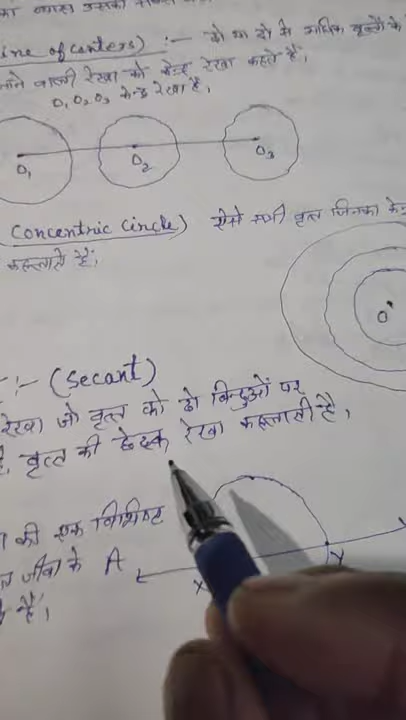 (Line of centers) :- दो या दो से अधिक वृत्तों के
जाने वाली रेखा को केन्द्र रेखा कहते हैं,
O₁ O₂ O₃ केन्द्र रेखा है,
O₁ O₂ O₃
(Concentric Circle) ऐसे सभी वृत्त जिनका केन्द्र
कहलाते हैं,
O
:- (Secant)
रेखा जो वृत्त को दो बिन्दुओं पर
है, वृत्त की छेदक रेखा कहलाती है,
की एक विशिष्ट
जीवा के
A
X Y
है।